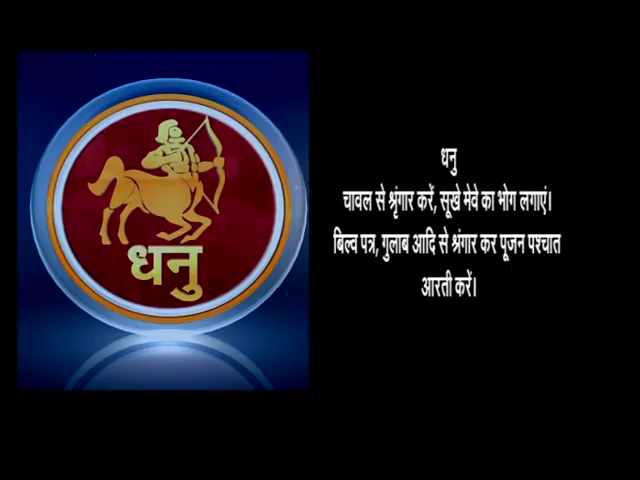 धनु
धनु
चावल से श्रृंगार करें, सूखे मेवे का भोग लगाएं।
बिल्व पत्र, गुलाब आदि से श्रंगार कर पूजन पश्चात
आरती करें।